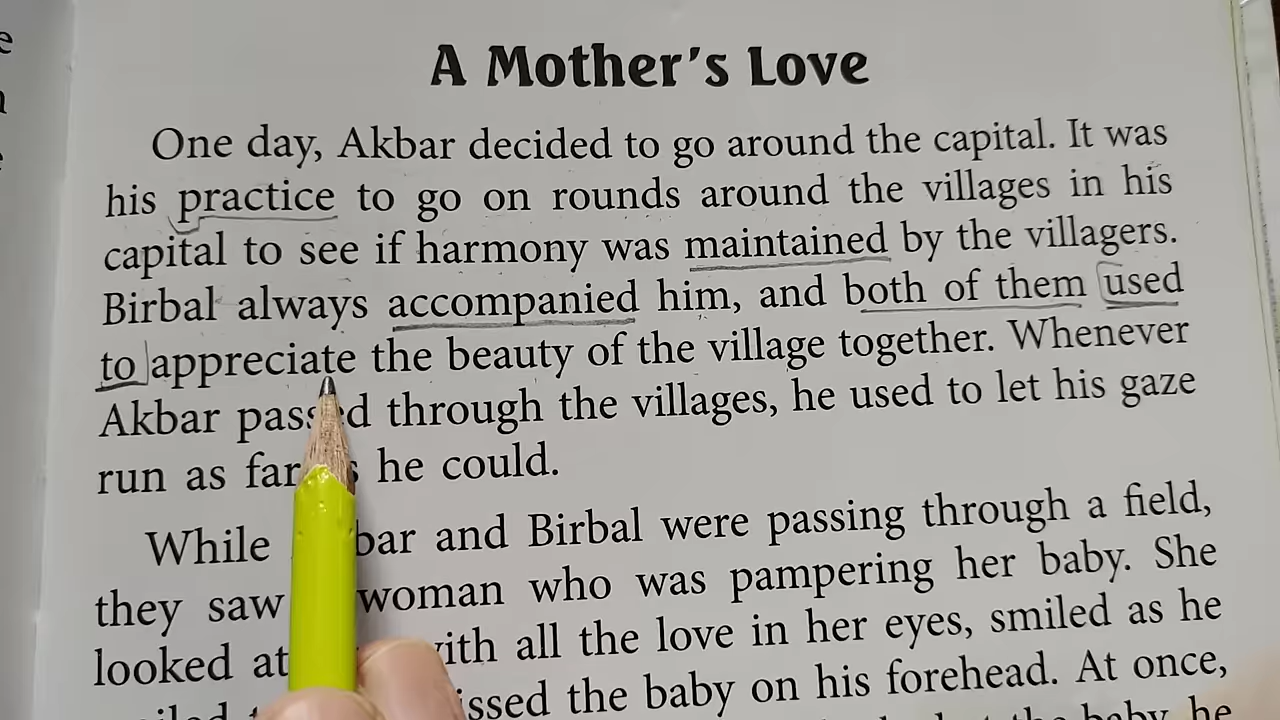 A Mother's Love
One day, Akbar decided to go around the capital. It was
his practice to go on rounds around the villages in his
capital to see if harmony was maintained by the villagers.
Birbal always accompanied him, and both of them used
to appreciate the beauty of the village together. Whenever
Akbar passed through the villages, he used to let his gaze
run as far he could.
While bar and Birbal were passing through a field,
they saw woman who was pampering her baby. She
looked at with all the love in her eyes, smiled as he
issed the baby on his forehead. At once,
the baby, he